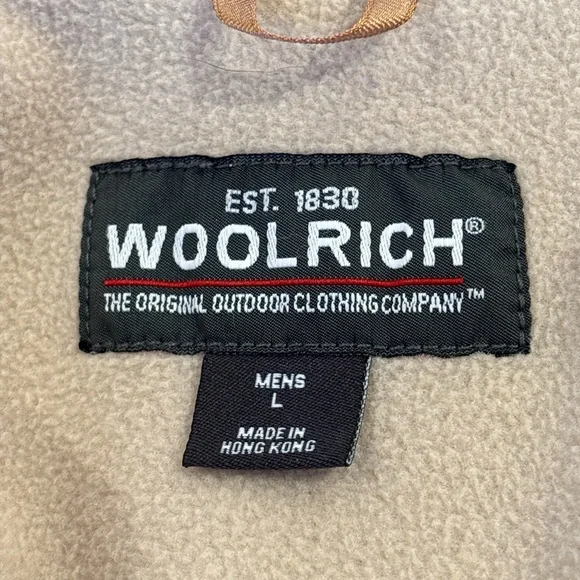 EST. 1830
WOOLRICH®
THE ORIGINAL OUTDOOR CLOTHING COMPANY™
MENS
L
MADE IN
HONG KONG